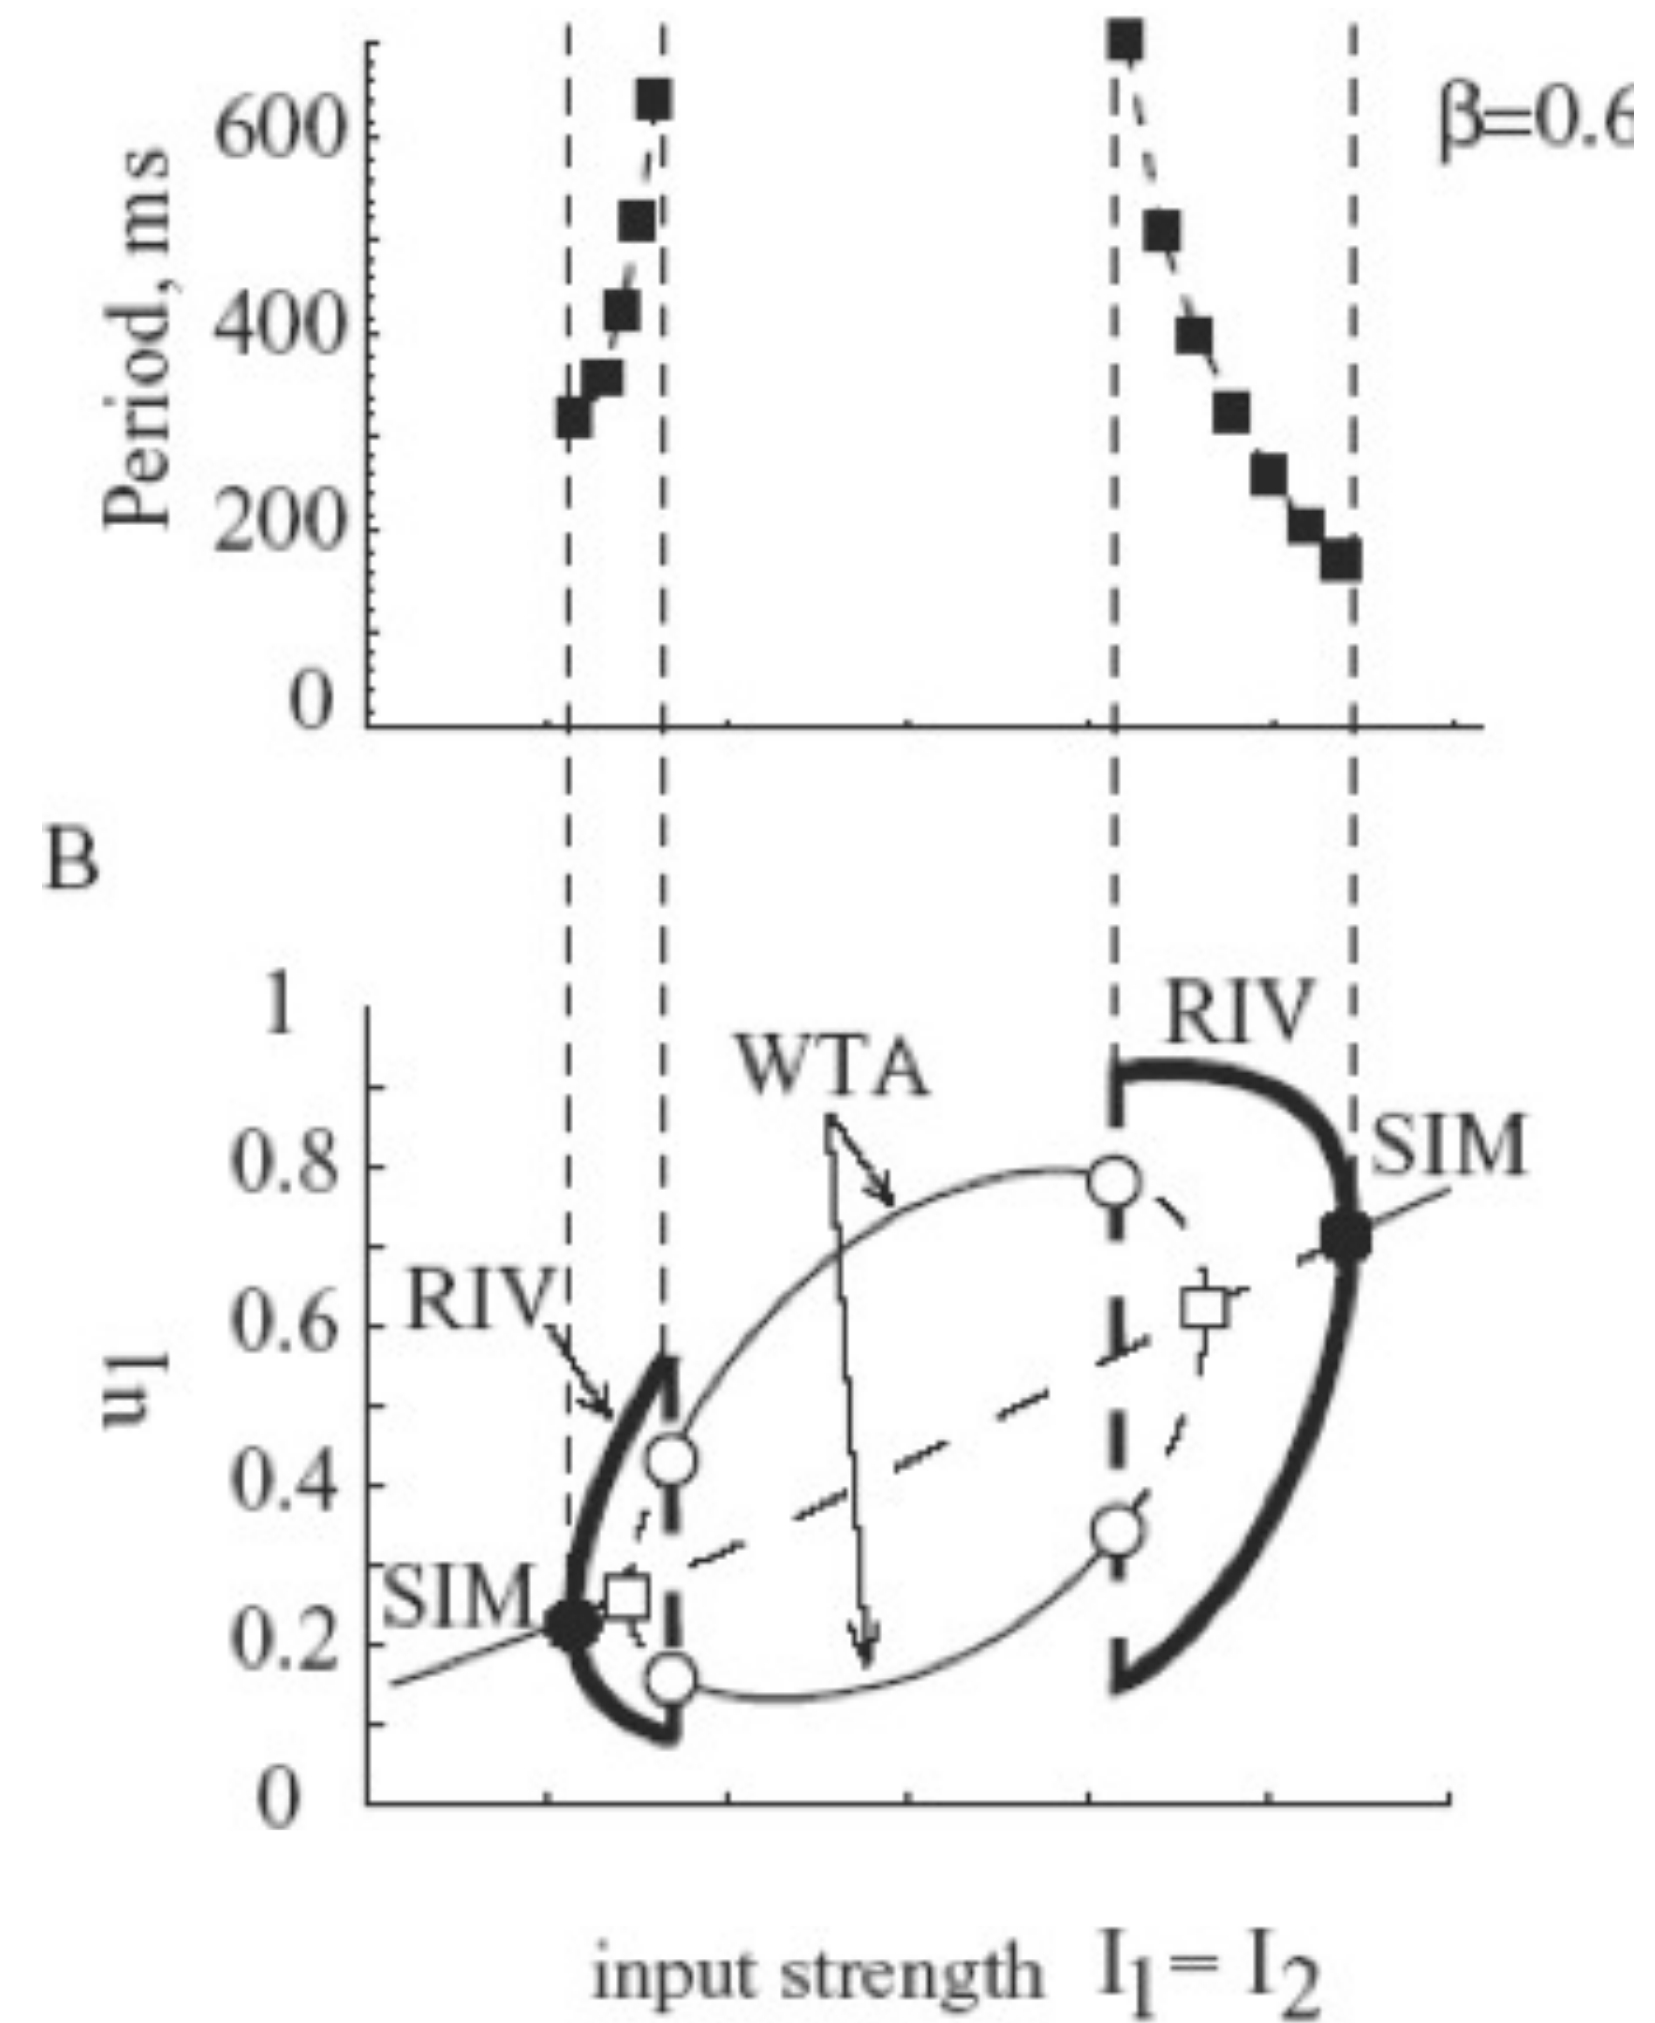 β=0.6
Period, ms
600
400
200
0
B
1
0.8
0.6
0.4
0.2
0
u1
WTA
RIV
SIM
RIV
SIM
input strength I1= I2